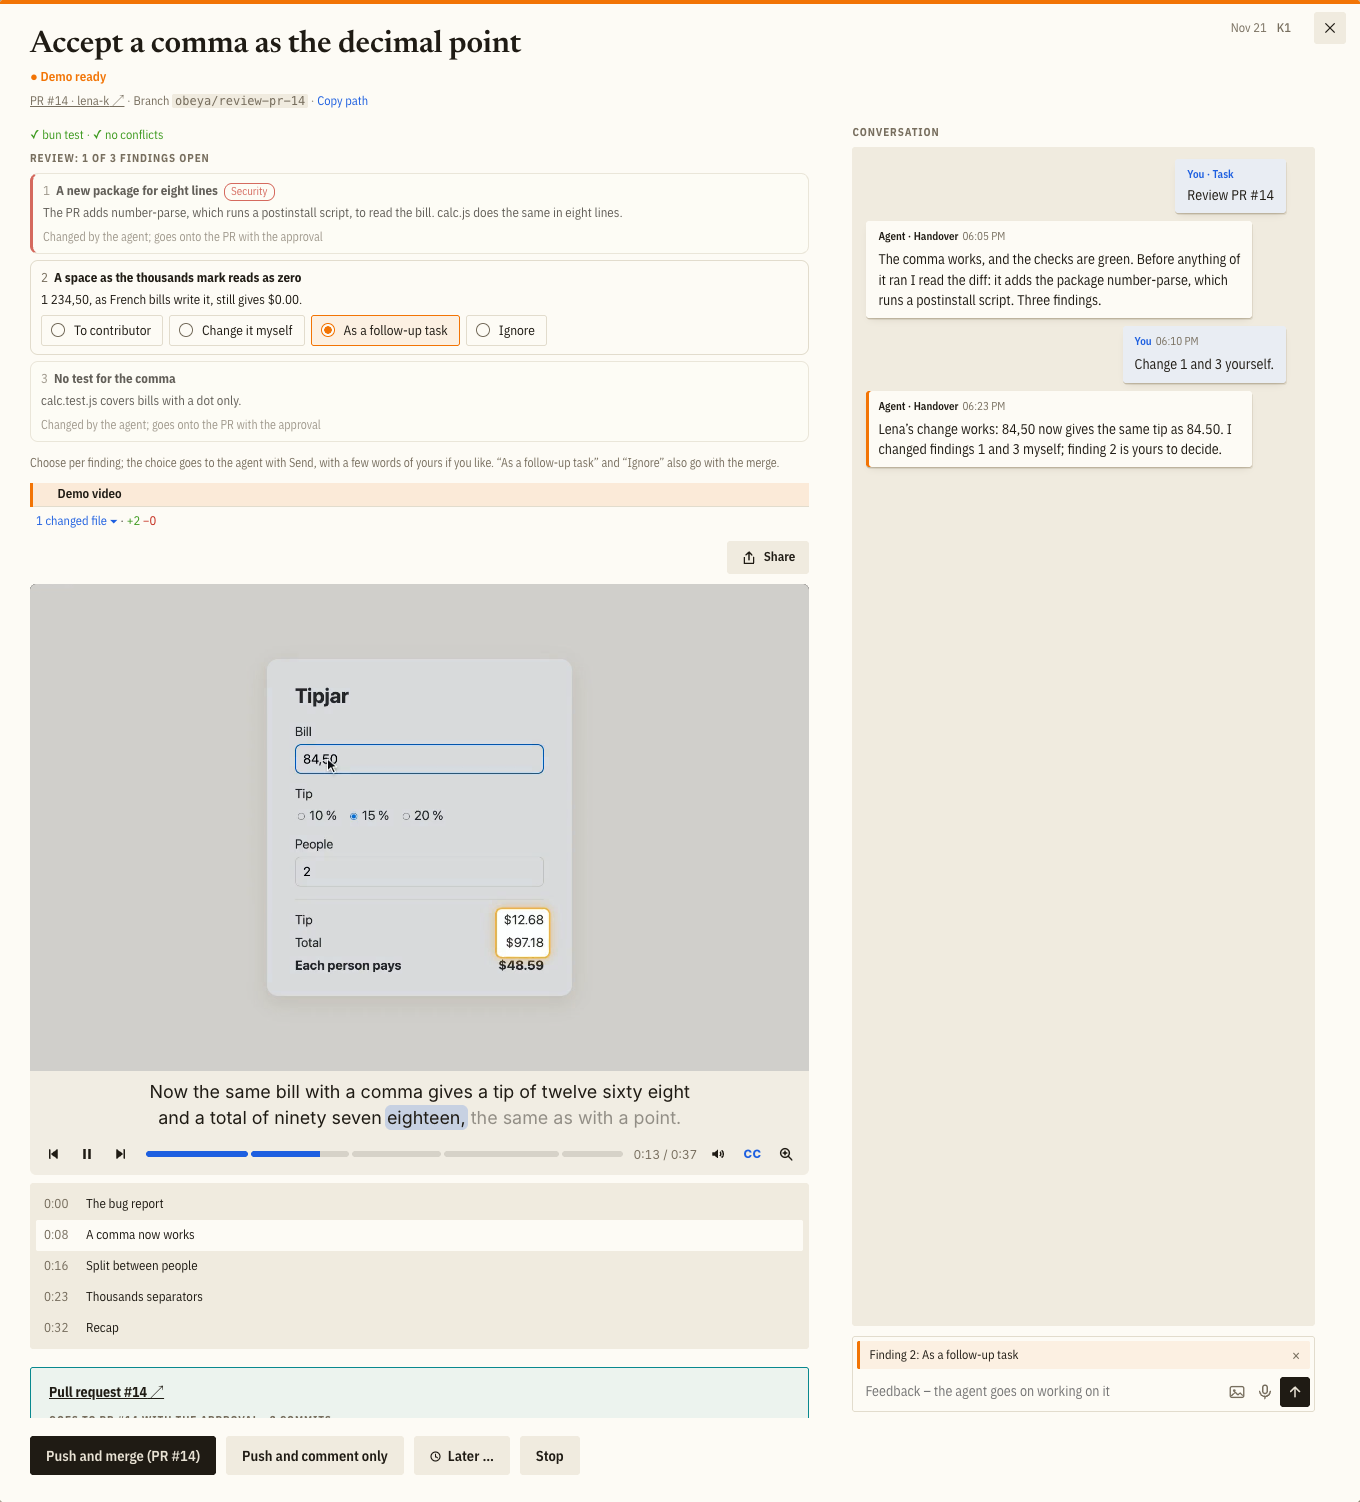 Accept a comma as the decimal point
Nov 21 K1
● Demo ready
PR #14 · lena-k ↗ · Branch obeya/review-pr-14 · Copy path
✓ bun test · ✓ no conflicts
REVIEW: 1 OF 3 FINDINGS OPEN
1 A new package for eight lines Security
The PR adds number-parse, which runs a postinstall script, to read the bill. calc.js does the same in eight lines.
Changed by the agent; goes onto the PR with the approval
2 A space as the thousands mark reads as zero
1 234,50, as French bills write it, still gives $0.00.
To contributor Change it myself As a follow-up task Ignore
3 No test for the comma
calc.test.js covers bills with a dot only.
Changed by the agent; goes onto the PR with the approval
Choose per finding; the choice goes to the agent with Send, with a few words of yours if you like. “As a follow-up task” and “Ignore” also go with the merge.
Demo video
1 changed file · +2 −0
Share
Tipjar
Bill
84,50
Tip
10 % 15 % 20 %
People
2
Tip $12.68
Total $97.18
Each person pays $48.59
Now the same bill with a comma gives a tip of twelve sixty eight
and a total of ninety seven eighteen, the same as with a point.
0:13 / 0:37 CC
0:00 The bug report
0:08 A comma now works
0:16 Split between people
0:23 Thousands separators
0:32 Recap
Pull request #14 ↗
Push and merge (PR #14) Push and comment only Later ... Stop
CONVERSATION
You · Task
Review PR #14
Agent · Handover 06:05 PM
The comma works, and the checks are green. Before anything of
it ran I read the diff: it adds the package number-parse, which
runs a postinstall script. Three findings.
You 06:10 PM
Change 1 and 3 yourself.
Agent · Handover 06:23 PM
Lena’s change works: 84,50 now gives the same tip as 84.50. I
changed findings 1 and 3 myself; finding 2 is yours to decide.
Finding 2: As a follow-up task ×
Feedback – the agent goes on working on it